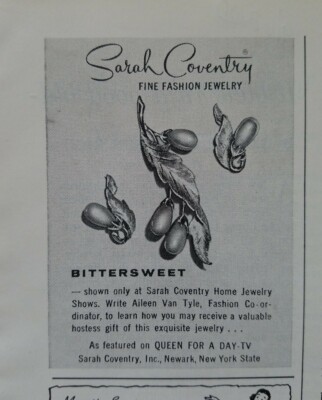 Sarah Coventry
FINE FASHION JEWELRY
BITTERSWEET
— shown only at Sarah Coventry Home Jewelry
Shows. Write Aileen Van Tyle, Fashion Co-or-
dinator, to learn how you may receive a valuable
hostess gift of this exquisite jewelry . . .
As featured on QUEEN FOR A DAY-TV
Sarah Coventry, Inc., Newark, New York State